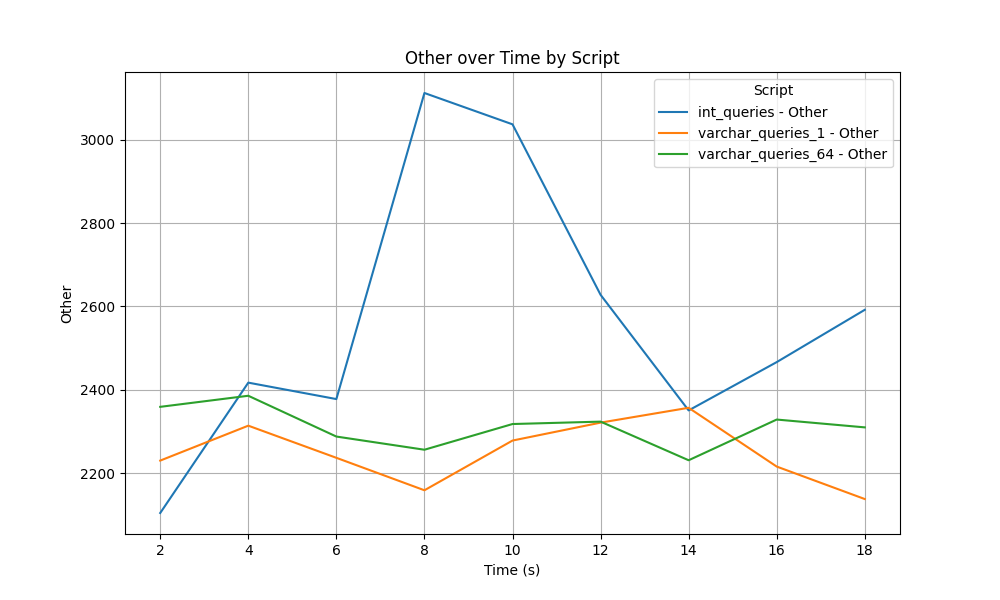 Other over Time by Script
Script
int_queries - Other
varchar_queries_1 - Other
varchar_queries_64 - Other
Other
3000
2800
2600
2400
2200
2 4 6 8 10 12 14 16 18
Time (s)